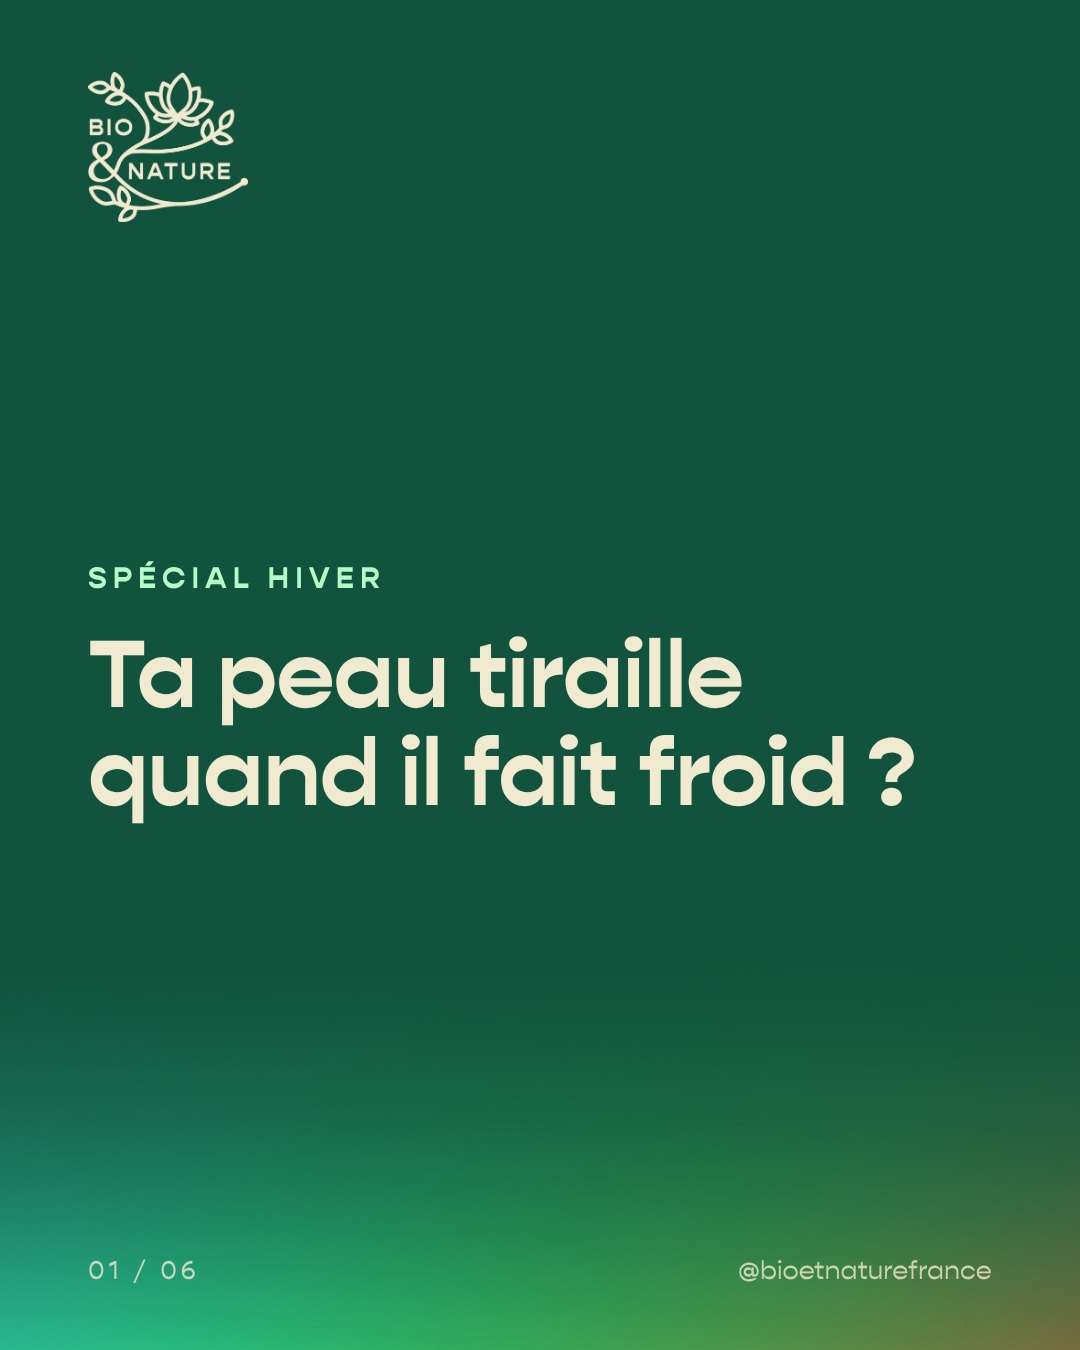 BIO
& NATURE
SPÉCIAL HIVER
Ta peau tiraille
quand il fait froid ?
01 / 06
@bioetnaturefrance